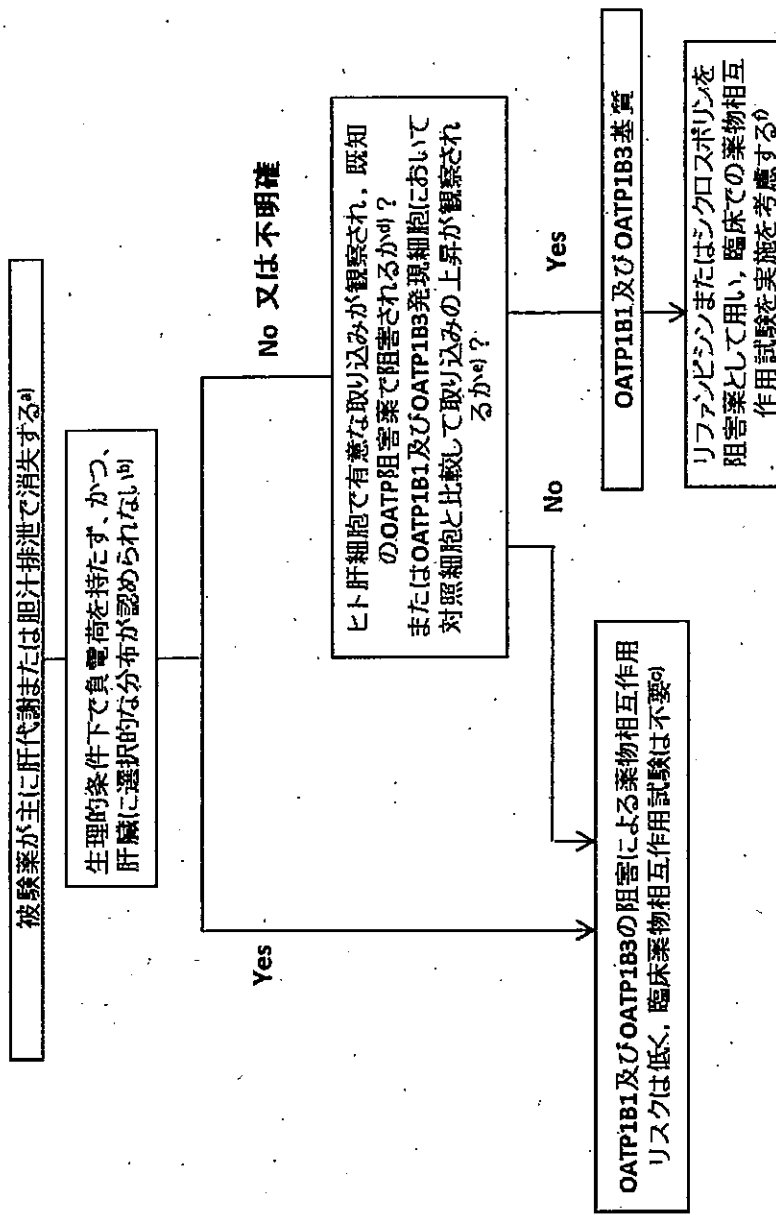 被験薬が主に肝代謝または胆汁排泄で消失するa)
生理的条件下で負電荷を持たず、かつ、
肝臓に選択的な分布が認められないb)
Yes
No 又は不明確
ヒト肝細胞で有意な取り込みが観察され，既知
のOATP阻害薬で阻害されるかd)？
またはOATP1B1及びOATP1B3発現細胞において
対照細胞と比較して取り込みの上昇が観察され
るかe)？
No
Yes
OATP1B1及びOATP1B3の阻害による薬物相互作用
リスクは低く，臨床薬物相互作用試験は不要c)
OATP1B1及びOATP1B3基質
リファンピシンまたはシクロスポリンを
阻害薬として用い，臨床での薬物相互
作用試験を実施を考慮するf)